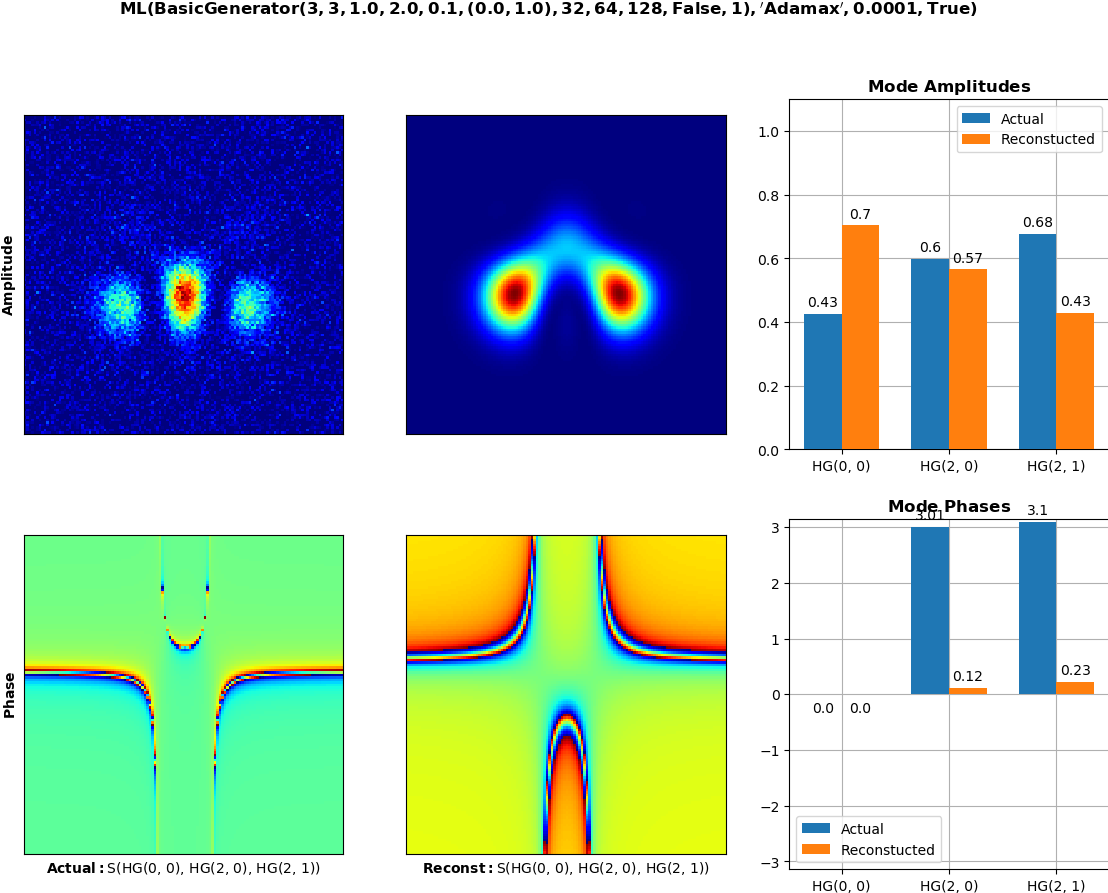 ML(BasicGenerator(3, 3, 1.0, 2.0, 0.1, (0.0, 1.0), 32, 64, 128, False, 1), ′Adamax′, 0.0001, True)
Amplitude
Mode Amplitudes
Actual
Reconstucted
1.0
0.8
0.6
0.4
0.2
0.0
0.43
0.7
0.6
0.57
0.68
0.43
HG(0, 0)
HG(2, 0)
HG(2, 1)
Phase
Actual: S(HG(0, 0), HG(2, 0), HG(2, 1))
Reconst: S(HG(0, 0), HG(2, 0), HG(2, 1))
Mode Phases
3
2
1
0
−1
−2
−3
0.0
0.0
3.01
0.12
3.1
0.23
Actual
Reconstucted
HG(0, 0)
HG(2, 0)
HG(2, 1)